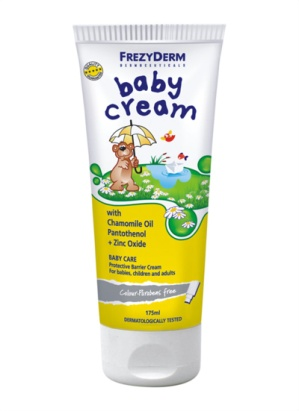 FREZYDERM
DERMACEUTICALS
baby
cream
with
Chamomile Oil
Pantothenol
+ Zinc Oxide
BABY CARE
Protective Barrier Cream
For babies, children and adults
Colour-Parabens free
175ml
DERMATOLOGICALLY TESTED